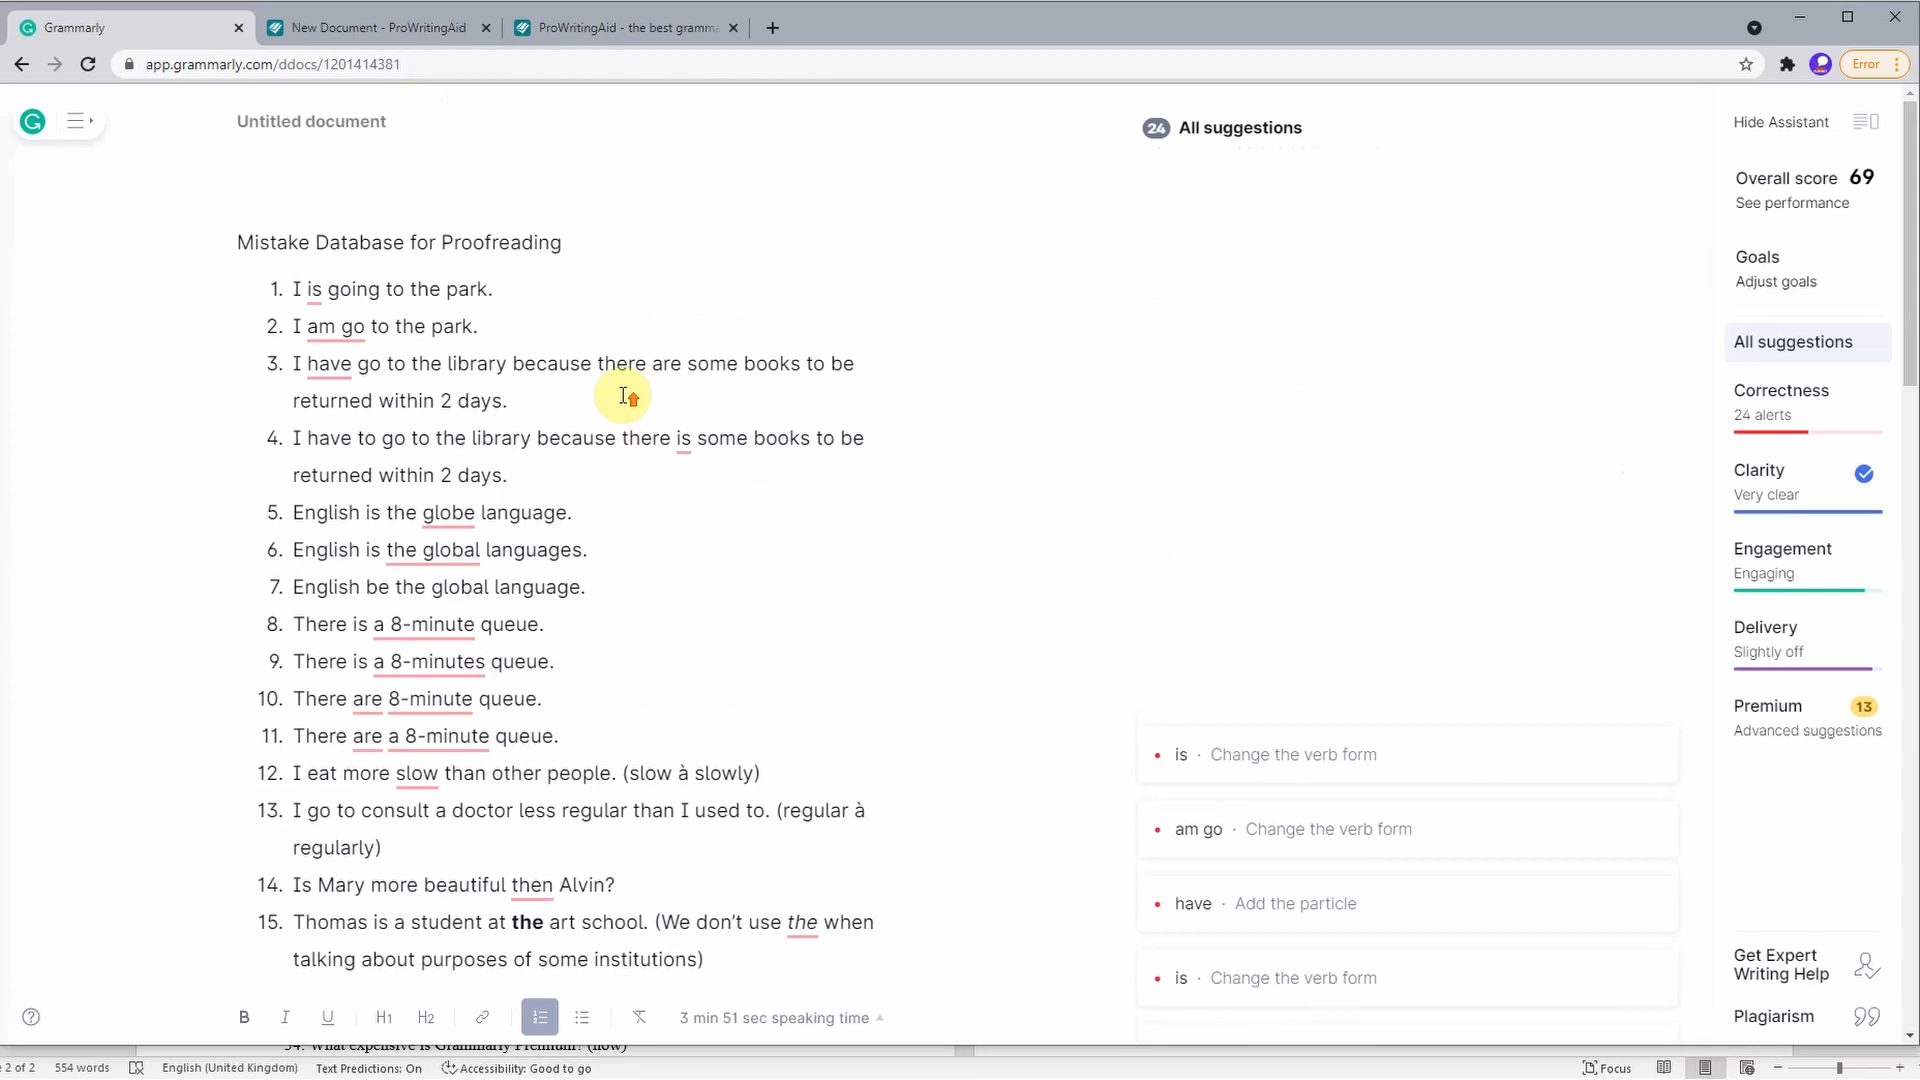 Grammarly
New Document - ProWritingAid
ProWritingAid - the best gramma
app.grammarly.com/ddocs/1201414381
Error
Untitled document
24 All suggestions
Hide Assistant
Overall score 69
See performance
Goals
Adjust goals
All suggestions
Correctness
24 alerts
Clarity
Very clear
Engagement
Engaging
Delivery
Slightly off
Premium 13
Advanced suggestions
Get Expert
Writing Help
Plagiarism
Mistake Database for Proofreading
1. I is going to the park.
2. I am go to the park.
3. I have go to the library because there are some books to be
returned within 2 days.
4. I have to go to the library because there is some books to be
returned within 2 days.
5. English is the globe language.
6. English is the global languages.
7. English be the global language.
8. There is a 8-minute queue.
9. There is a 8-minutes queue.
10. There are 8-minute queue.
11. There are a 8-minute queue.
12. I eat more slow than other people. (slow à slowly)
13. I go to consult a doctor less regular than I used to. (regular à
regularly)
14. Is Mary more beautiful then Alvin?
15. Thomas is a student at the art school. (We don't use the when
talking about purposes of some institutions)
is · Change the verb form
am go · Change the verb form
have · Add the particle
is · Change the verb form
B I U H1 H2
3 min 51 sec speaking time
34. What expensive is Grammarly Premium? (how)
2 of 2
554 words
English (United Kingdom)
Text Predictions: On
Accessibility: Good to go
Focus